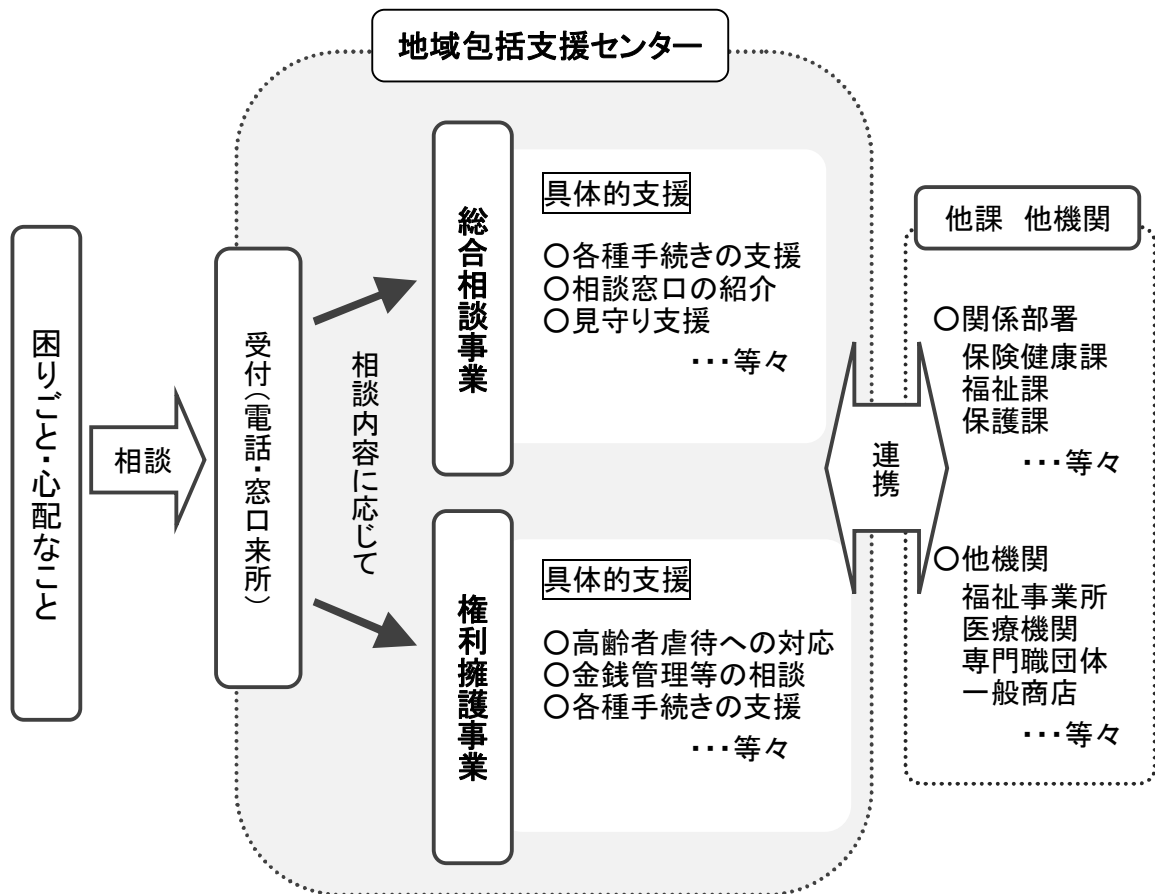 地域包括支援センター
困りごと・心配なこと
相談
受付(電話・窓口来所)
相談内容に応じて
総合相談事業
具体的支援
○各種手続きの支援
○相談窓口の紹介
○見守り支援
・・・等々
権利擁護事業
具体的支援
○高齢者虐待への対応
○金銭管理等の相談
○各種手続きの支援
・・・等々
連携
他課 他機関
○関係部署
保険健康課
福祉課
保護課
・・・等々
○他機関
福祉事業所
医療機関
専門職団体
一般商店
・・・等々